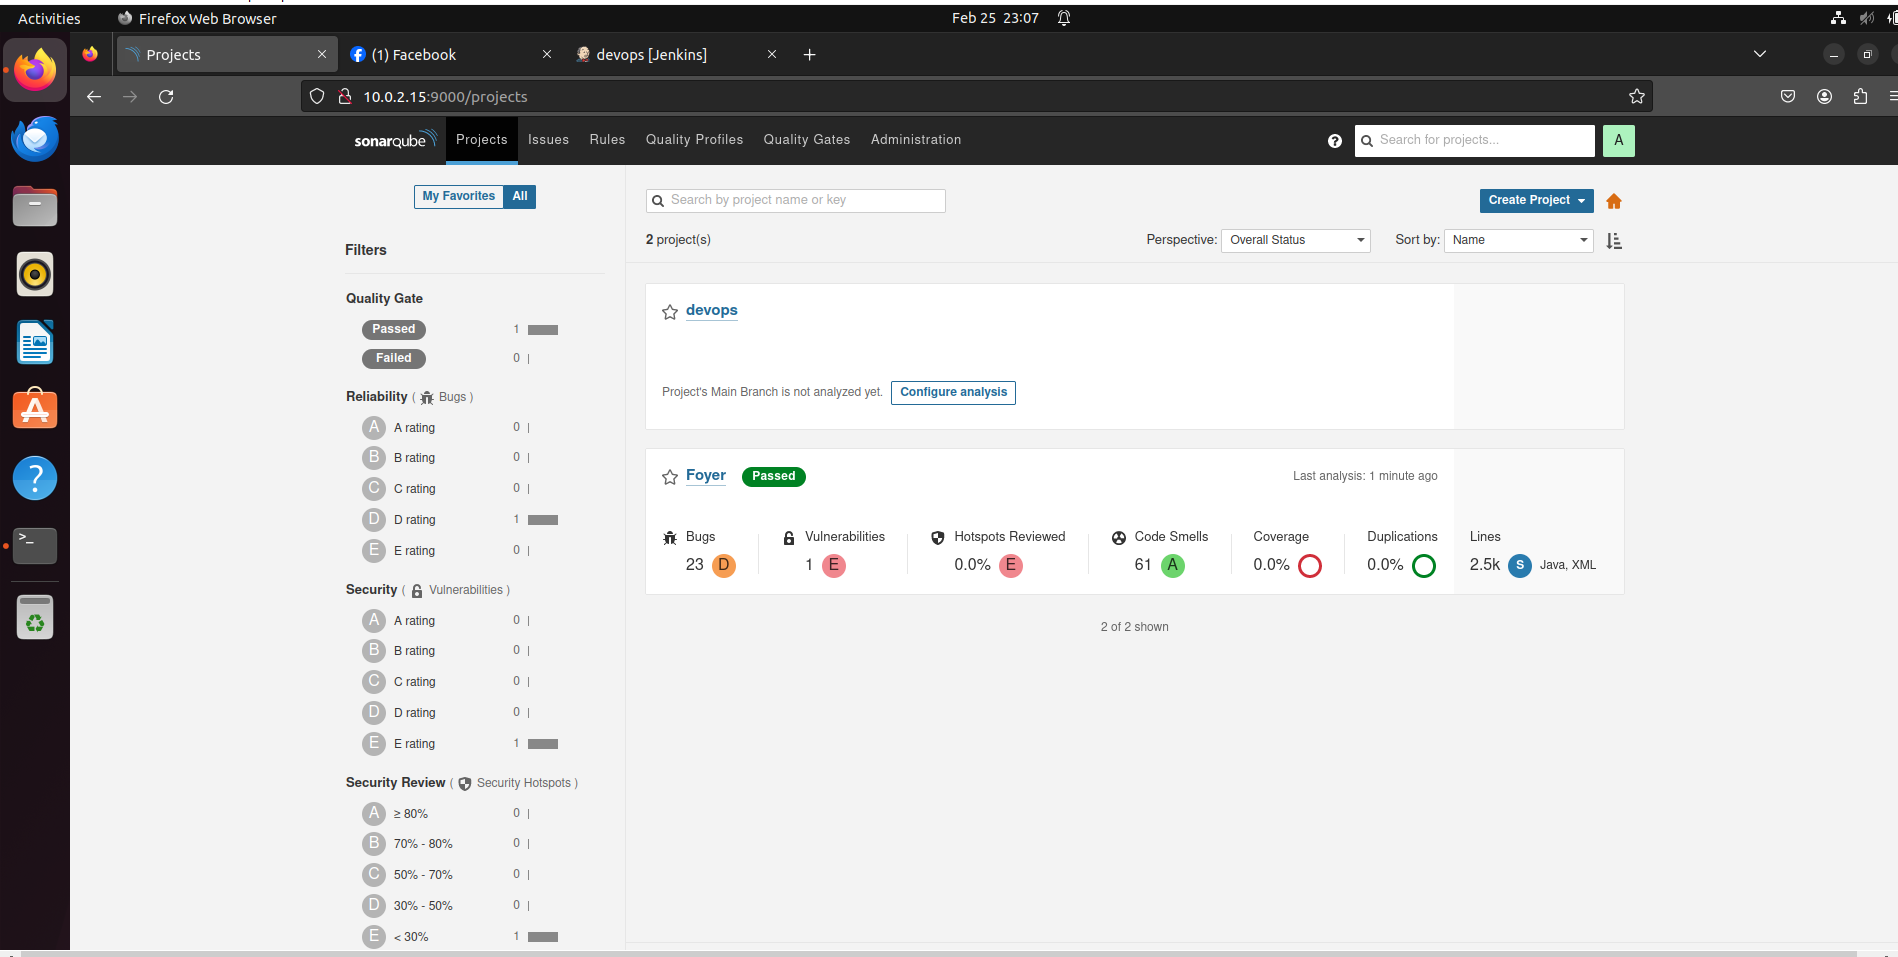 Activities Firefox Web Browser Feb 25 23:07
Projects (1) Facebook devops [Jenkins]
10.0.2.15:9000/projects
sonarqube Projects Issues Rules Quality Profiles Quality Gates Administration ? Search for projects... A
My Favorites All
Search by project name or key
Create Project
2 project(s)
Perspective: Overall Status Sort by: Name
Filters
Quality Gate
Passed 1
Failed 0
Reliability ( Bugs )
A A rating 0
B B rating 0
C C rating 0
D D rating 1
E E rating 0
Security ( Vulnerabilities )
A A rating 0
B B rating 0
C C rating 0
D D rating 0
E E rating 1
Security Review ( Security Hotspots )
A ≥ 80% 0
B 70% - 80% 0
C 50% - 70% 0
D 30% - 50% 0
E < 30% 1
devops
Project's Main Branch is not analyzed yet. Configure analysis
Foyer Passed Last analysis: 1 minute ago
Bugs Vulnerabilities Hotspots Reviewed Code Smells Coverage Duplications Lines
23 D 1 E 0.0% E 61 A 0.0% 0.0% 2.5k S Java, XML
2 of 2 shown